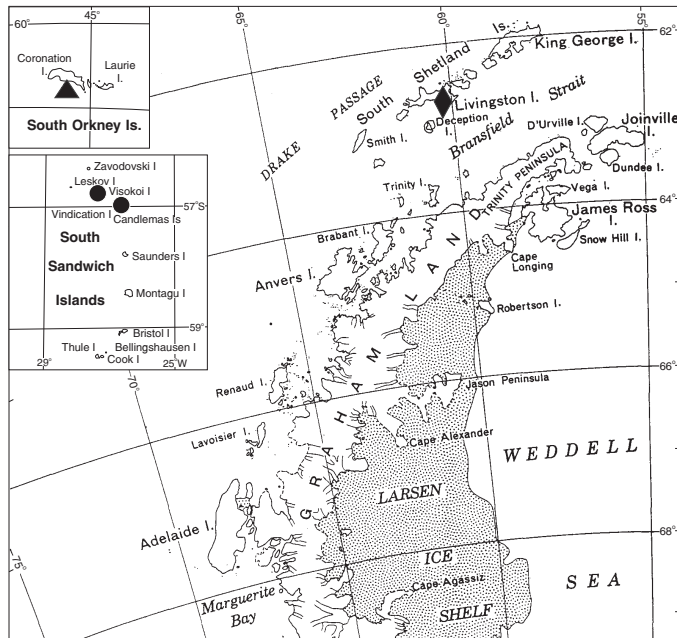 60°
45°
Coronation
I.
Laurie
I.
South Orkney Is.
Zavodovski I
Leskov I
Visokoi I
57°S
Vindication I
Candlemas Is
South
Sandwich
Islands
Saunders I
Montagu I
59°
Bristol I
Thule I
Bellingshausen I
Cook I
29°
25°W
65°
60°
55°
62°
64°
66°
68°
70°
75°
DRAKE PASSAGE
South Shetland Is.
King George I.
Livingston I.
Deception
I.
Smith I.
Bransfield Strait
D'Urville I.
Joinville
I.
Dundee I.
TRINITY PENINSULA
Vega I.
Trinity I.
James Ross
I.
Snow Hill I.
Brabant I.
Anvers I.
Cape
Longing
Robertson I.
GRAHAM LAND
Renaud I.
Jason Peninsula
Lavoisier I.
Cape Alexander
WEDDELL
SEA
LARSEN
ICE
SHELF
Adelaide I.
Cape Agassiz
Marguerite
Bay